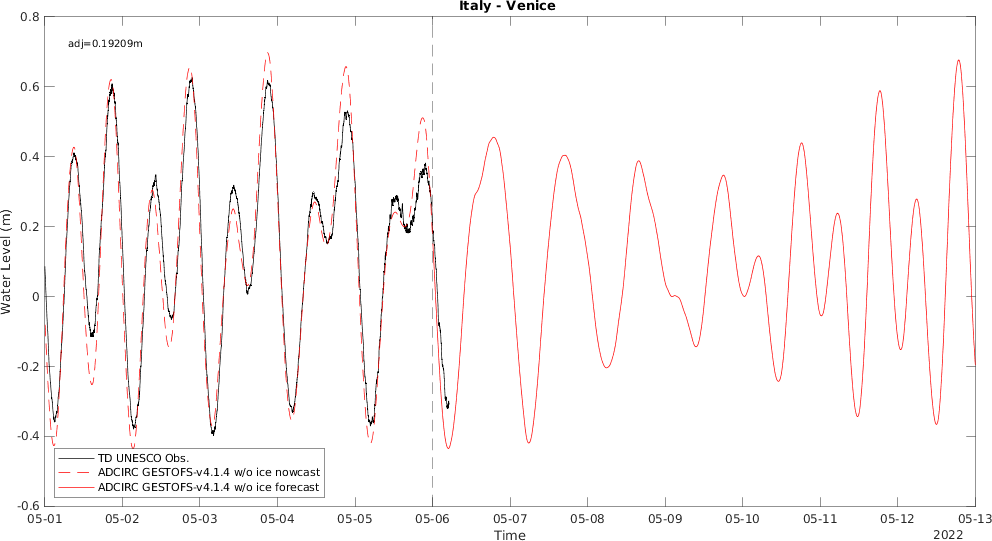 Italy - Venice
adj=0.19209m
Water Level (m)
0.8
0.6
0.4
0.2
0
-0.2
-0.4
-0.6
TD UNESCO Obs.
ADCIRC GESTOFS-v4.1.4 w/o ice nowcast
ADCIRC GESTOFS-v4.1.4 w/o ice forecast
05-01 05-02 05-03 05-04 05-05 05-06 05-07 05-08 05-09 05-10 05-11 05-12 05-13
Time
2022